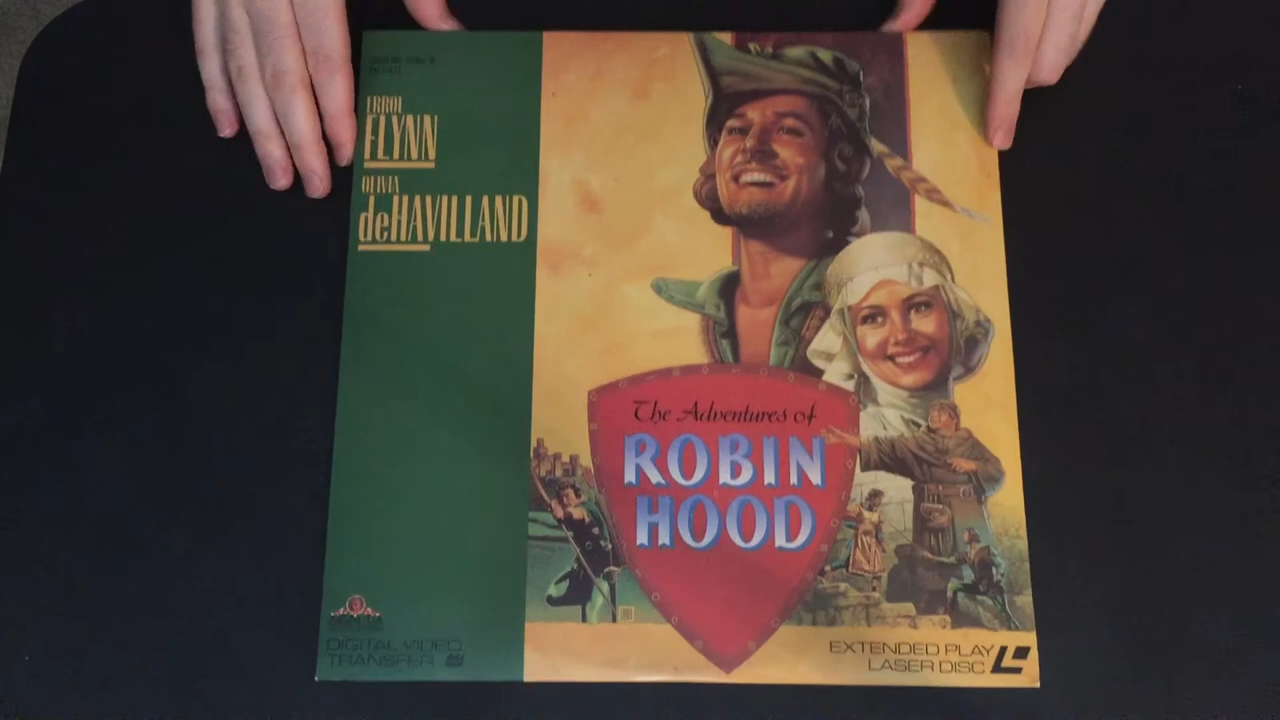 ERROL
FLYNN
OLIVIA
deHAVILLAND
The Adventures of
ROBIN
HOOD
DIGITAL VIDEO
TRANSFER
EXTENDED PLAY
LASER DISC